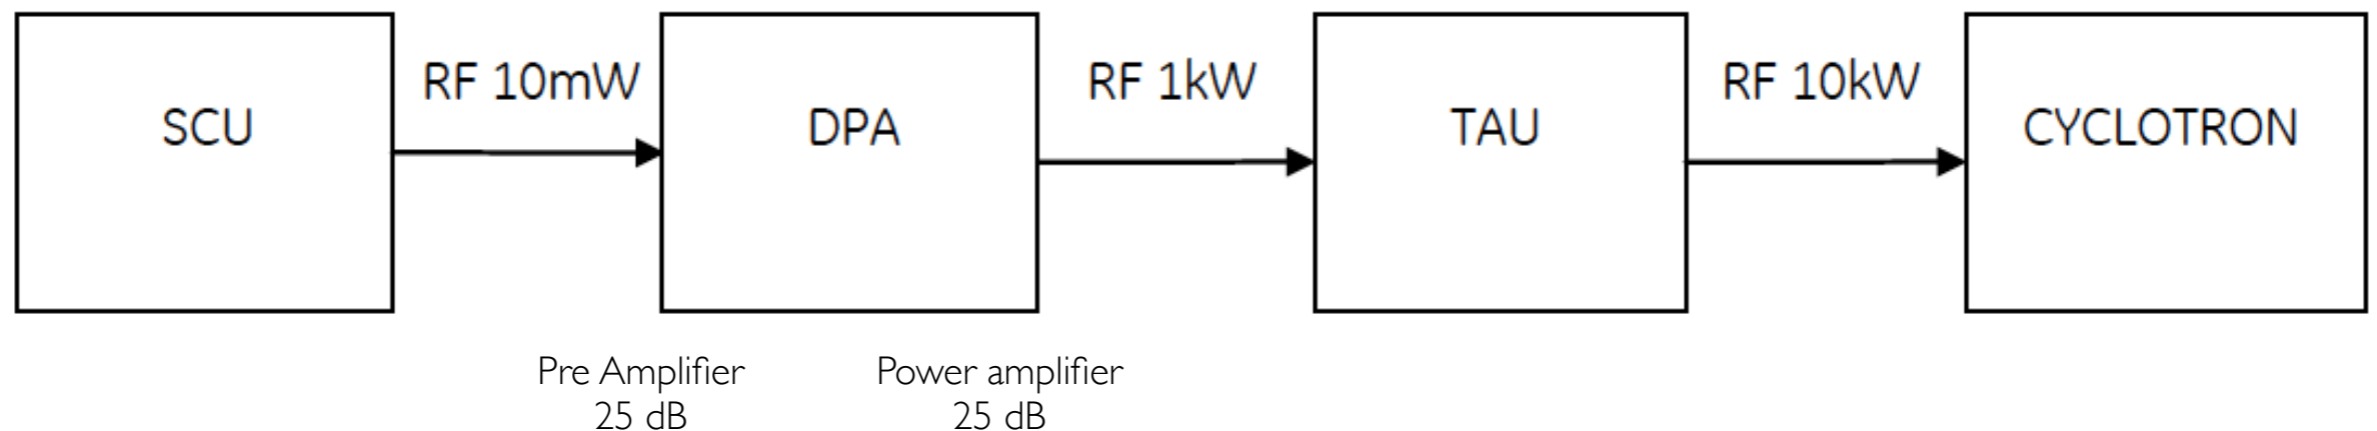 SCU
RF 10mW
DPA
RF 1kW
TAU
RF 10kW
CYCLOTRON
Pre Amplifier
25 dB
Power amplifier
25 dB